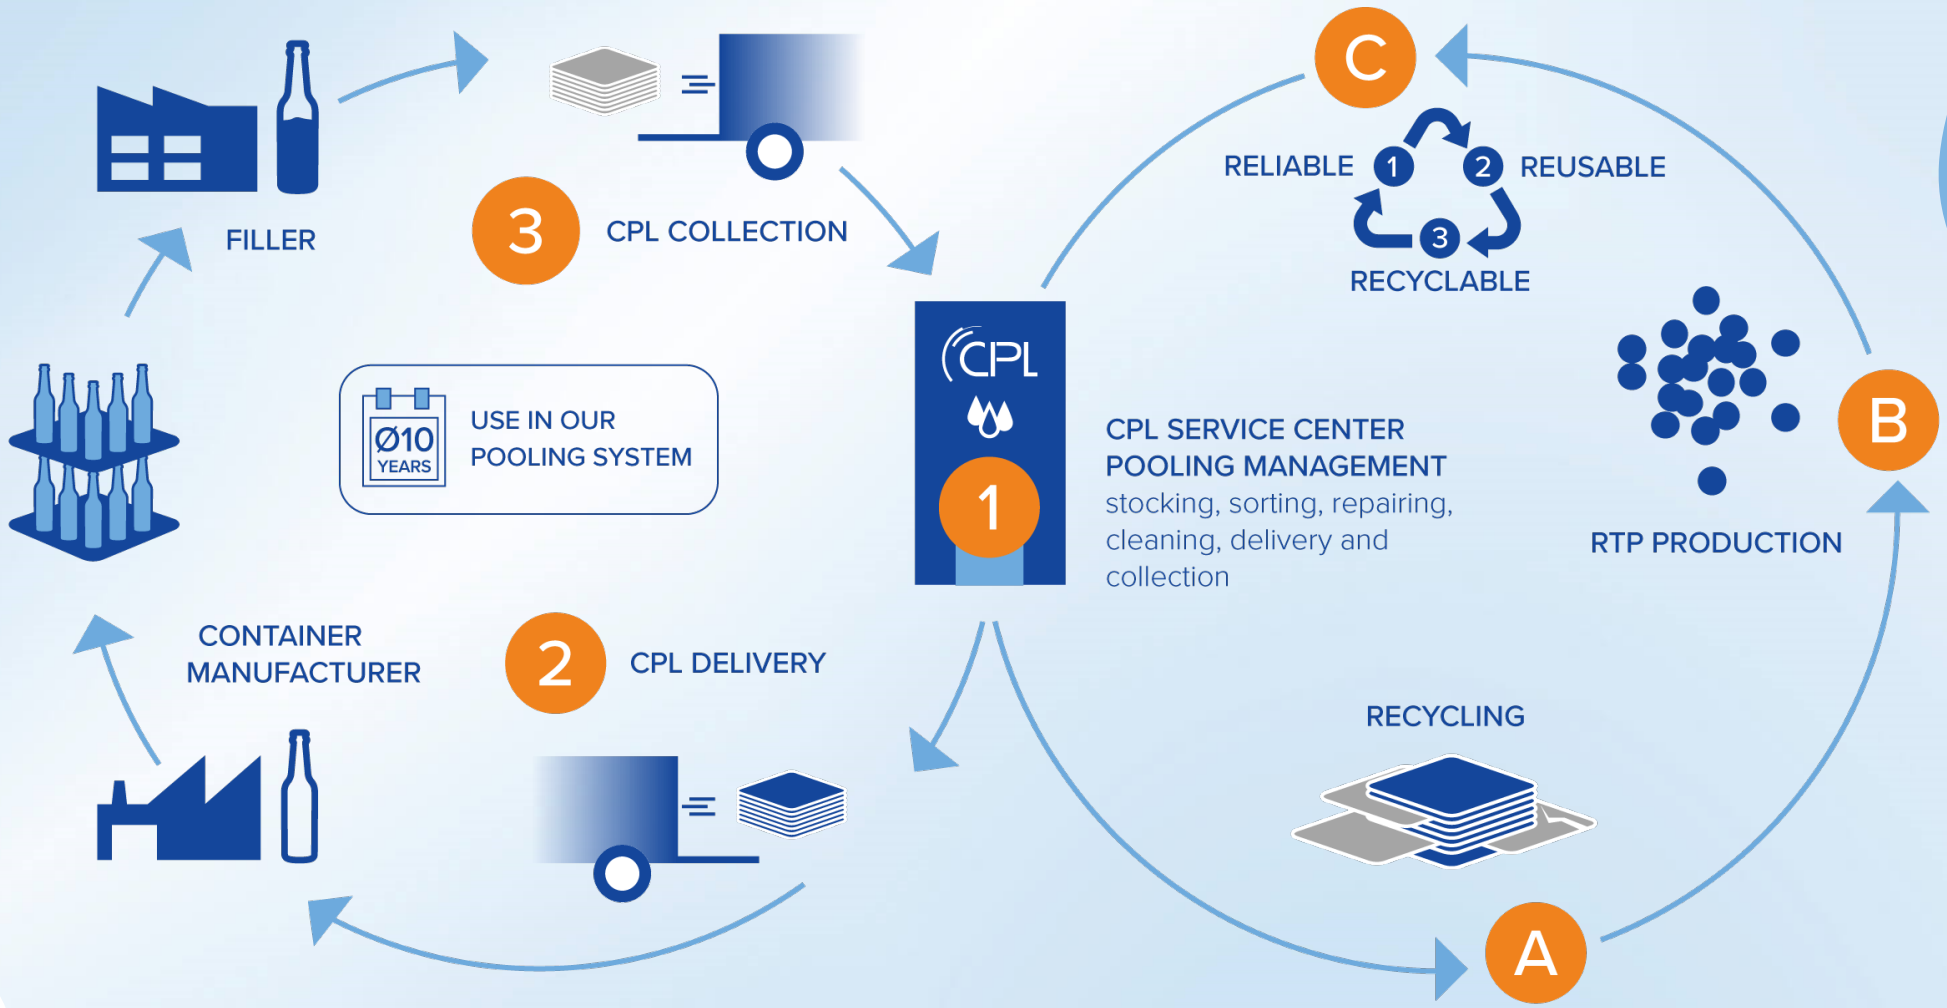 FILLER
3
CPL COLLECTION
Ø10
YEARS
USE IN OUR
POOLING SYSTEM
CONTAINER
MANUFACTURER
2
CPL DELIVERY
CPL
1
CPL SERVICE CENTER
POOLING MANAGEMENT
stocking, sorting, repairing,
cleaning, delivery and
collection
C
RELIABLE 1 2 REUSABLE
3
RECYCLABLE
B
RTP PRODUCTION
RECYCLING
A